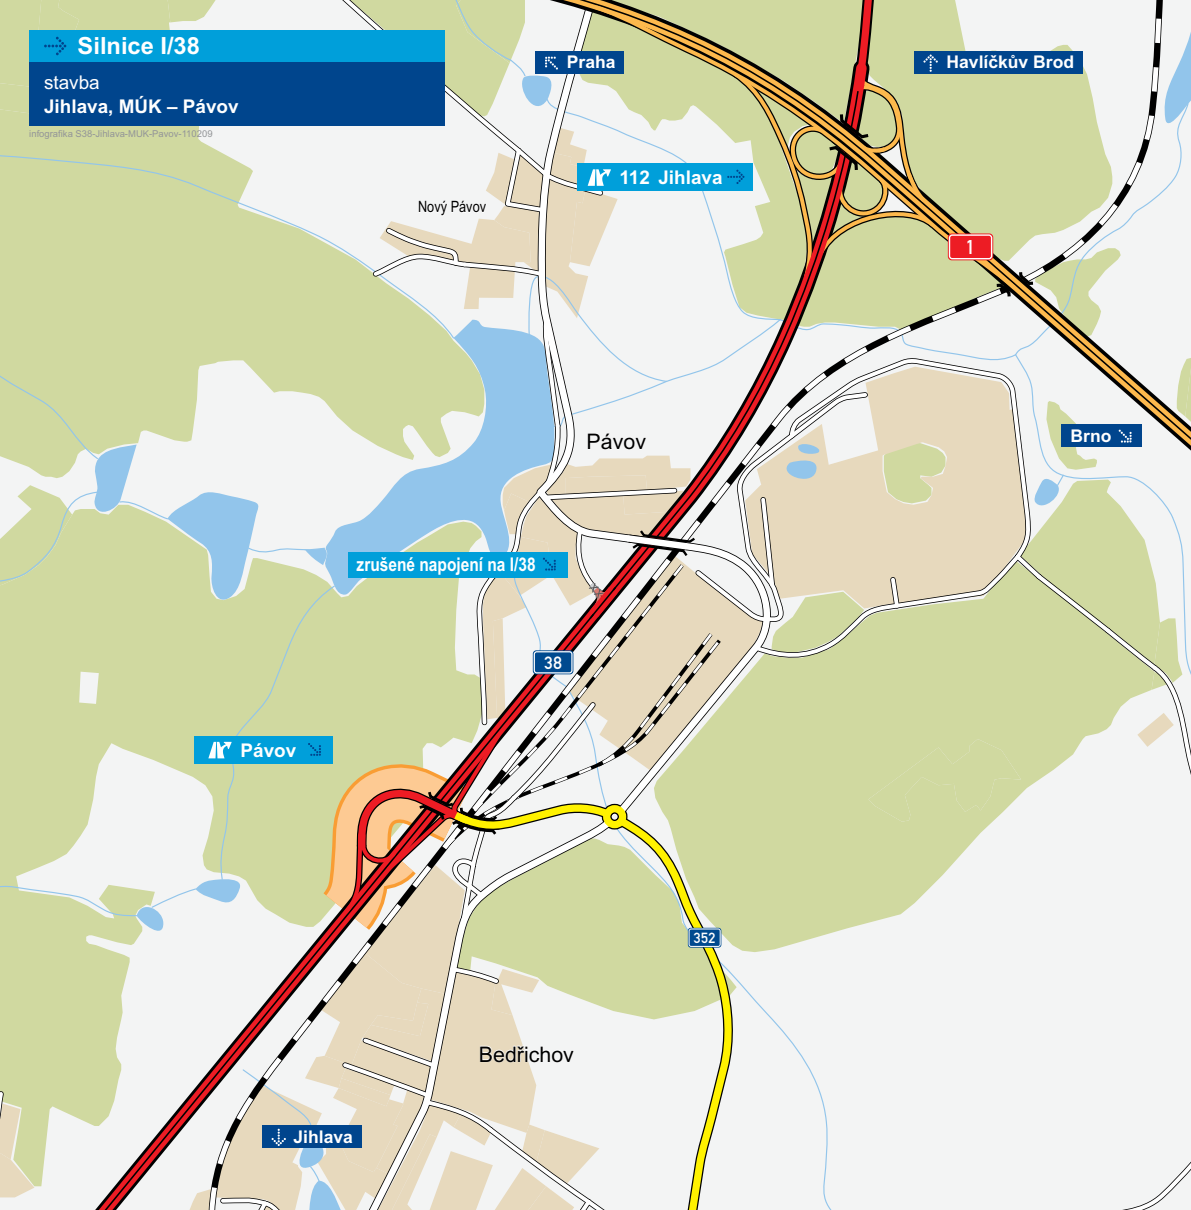 Silnice I/38
stavba
Jihlava, MÚK – Pávov
infografika S38-Jihlava-MUK-Pavov-110209
Praha
Havlíčkův Brod
112 Jihlava
Nový Pávov
1
Brno
Pávov
zrušené napojení na I/38
38
Pávov
352
Bedřichov
Jihlava